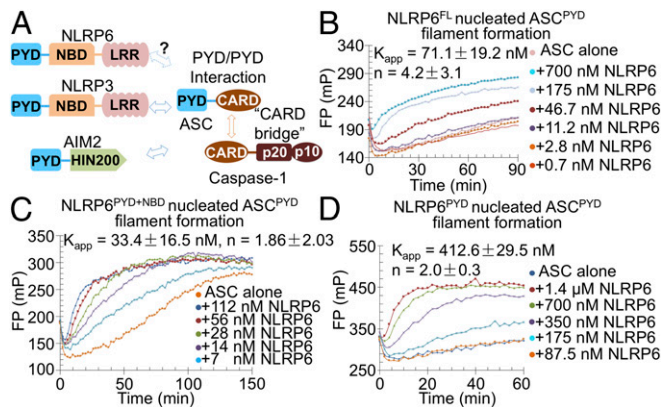 A
NLRP6
PYD NBD LRR
?
NLRP3
PYD NBD LRR
AIM2
PYD HIN200
PYD/PYD
Interaction
PYD CARD
ASC
"CARD
bridge"
CARD p20 p10
Caspase-1
B
NLRP6FL nucleated ASCPYD
filament formation
Kapp = 71.1±19.2 nM
n = 4.2±3.1
FP (mP)
290
240
190
140
0 30 60 90
Time (min)
ASC alone
+700 nM NLRP6
+175 nM NLRP6
+46.7 nM NLRP6
+11.2 nM NLRP6
+2.8 nM NLRP6
+0.7 nM NLRP6
C
NLRP6PYD+NBD nucleated ASCPYD
filament formation
Kapp = 33.4±16.5 nM, n = 1.86±2.03
FP (mP)
350
300
250
200
150
100
0 50 100 150
Time (min)
ASC alone
+112 nM NLRP6
+56 nM NLRP6
+28 nM NLRP6
+14 nM NLRP6
+7 nM NLRP6
D
NLRP6PYD nucleated ASCPYD
filament formation
Kapp = 412.6±29.5 nM
n = 2.0±0.3
FP (mP)
550
450
350
250
0 20 40 60
Time (min)
ASC alone
+1.4 μM NLRP6
+700 nM NLRP6
+350 nM NLRP6
+175 nM NLRP6
+87.5 nM NLRP6